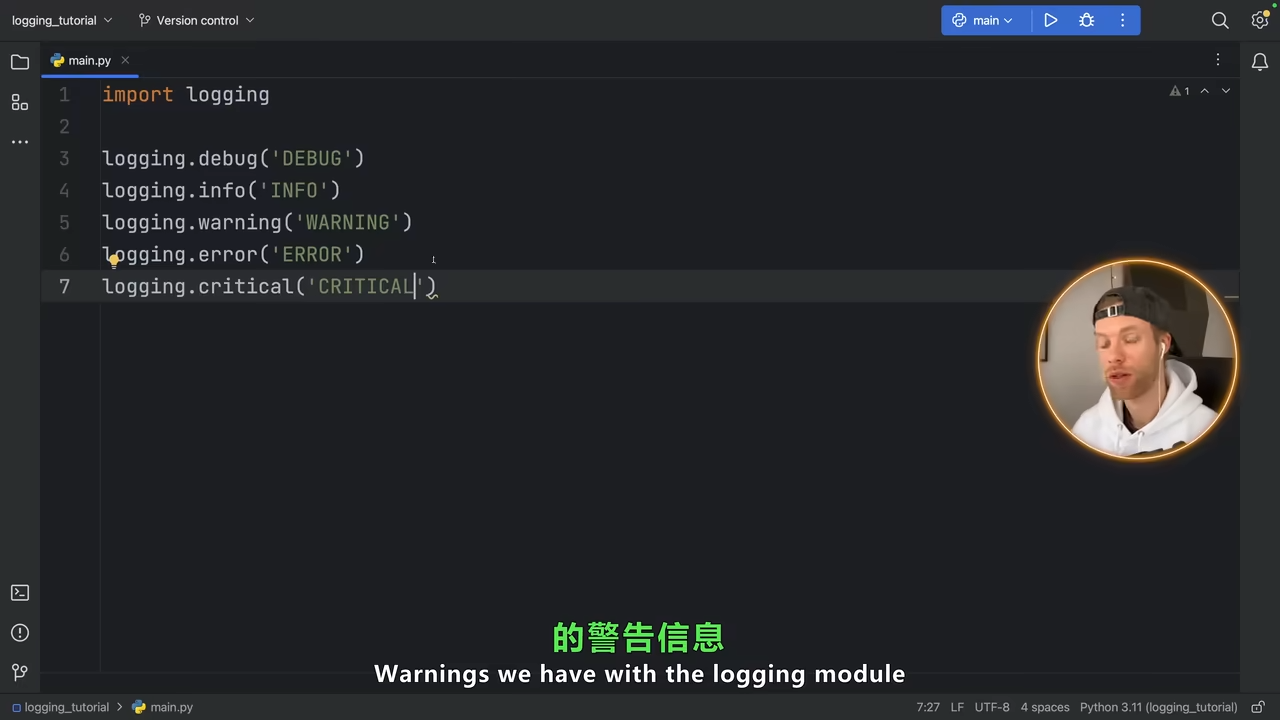 logging_tutorial
Version control
main
main.py
1
1 import logging
2
3 logging.debug('DEBUG')
4 logging.info('INFO')
5 logging.warning('WARNING')
6 logging.error('ERROR')
7 logging.critical('CRITICAL')
的警告信息
Warnings we have with the logging module
logging_tutorial > main.py
7:27 LF UTF-8 4 spaces Python 3.11 (logging_tutorial)